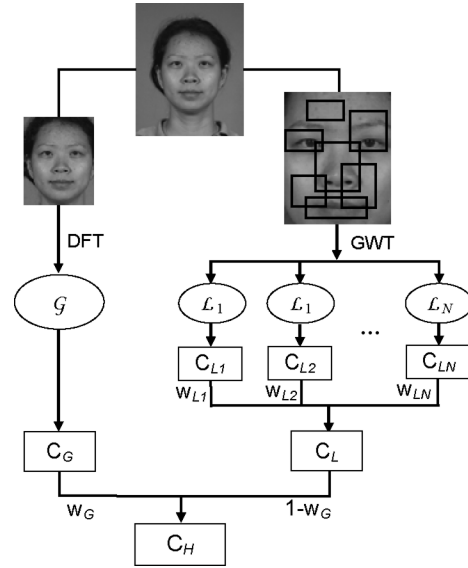 DFT
GWT
𝒢
ℒ1 ℒ1 ... ℒN
CL1 CL2 CLN
wL1 wL2 wLN
CG CL
wG 1-wG
CH